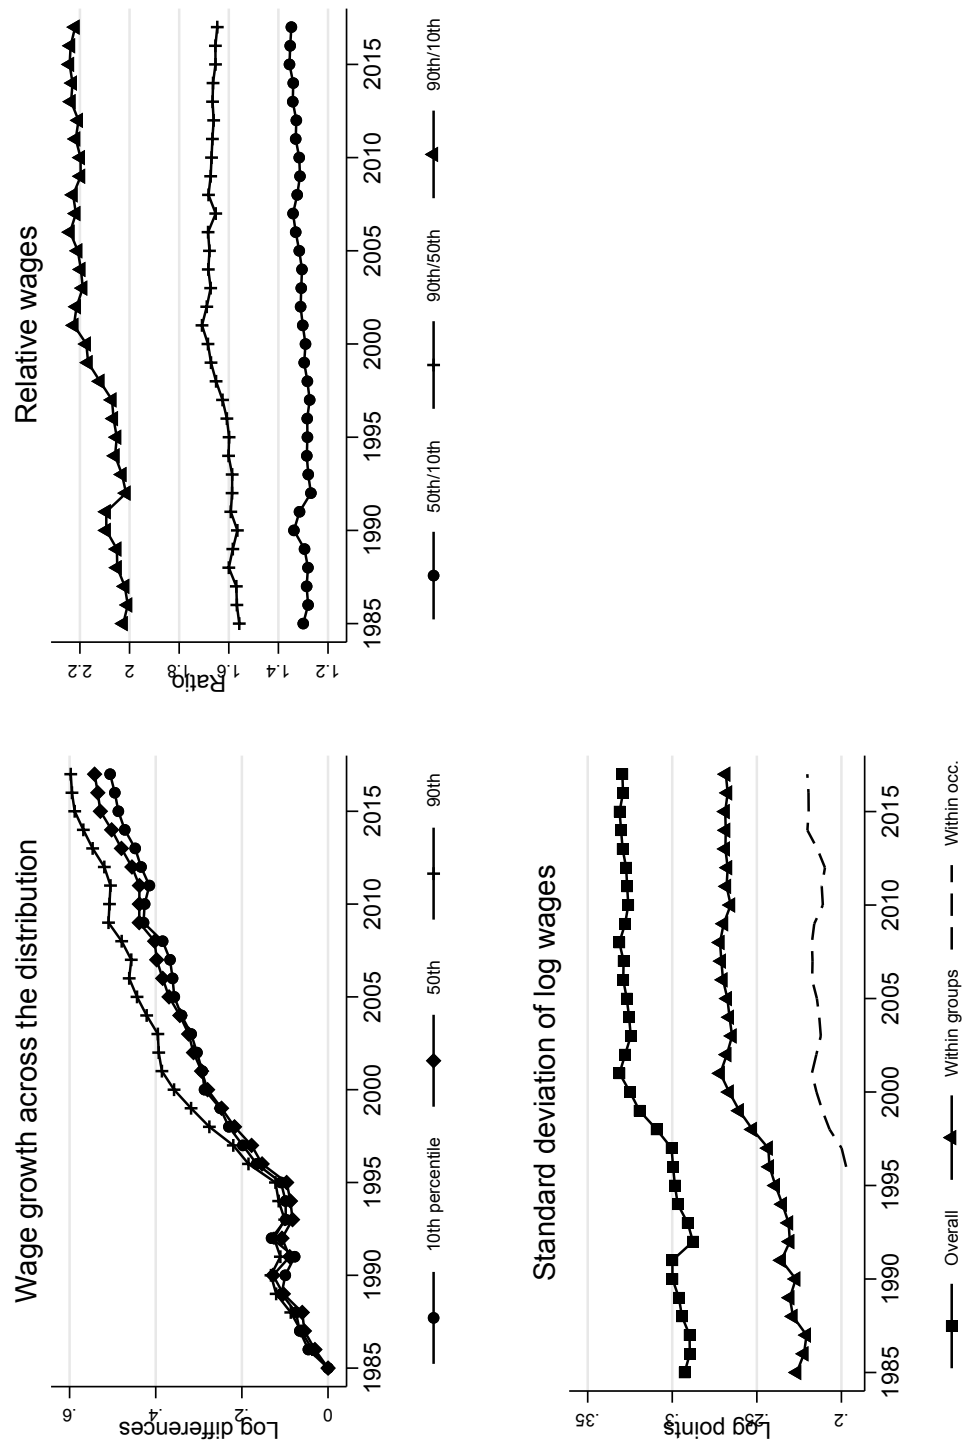 Wage growth across the distribution
Log differences
.6
.4
.2
0
1985 1990 1995 2000 2005 2010 2015
10th percentile 50th 90th
Relative wages
Ratio
2.2
2
1.8
1.6
1.4
1.2
1985 1990 1995 2000 2005 2010 2015
50th/10th 90th/50th 90th/10th
Standard deviation of log wages
Log points
.35
.3
.25
.2
1985 1990 1995 2000 2005 2010 2015
Overall Within groups Within occ.